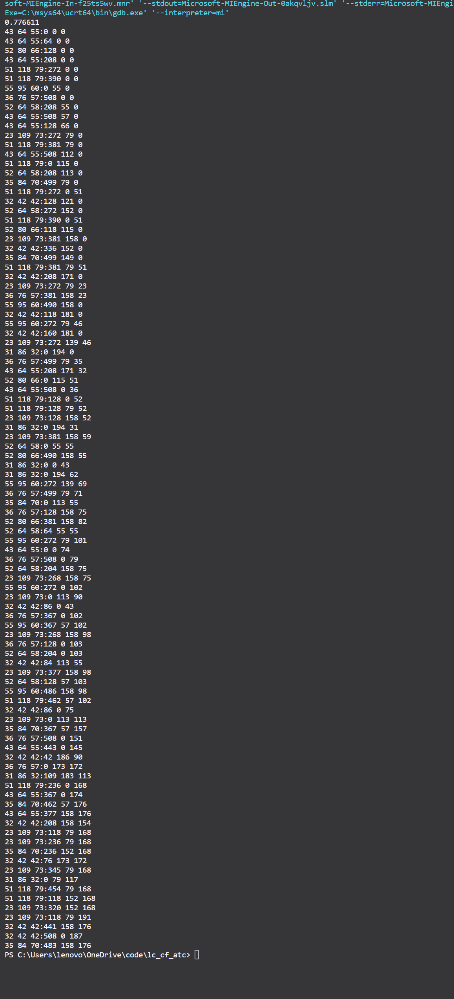 soft-MIEngine-In-f25ts5wv.mnr' '--stdout=Microsoft-MIEngine-Out-0akqvljv.slm' '--stderr=Microsoft-MIEngi
Exe=C:\msys64\ucrt64\bin\gdb.exe' '--interpreter=mi'
0.776611
43 64 55:0 0 0
43 64 55:64 0 0
52 80 66:128 0 0
43 64 55:208 0 0
51 118 79:272 0 0
51 118 79:390 0 0
55 95 60:0 55 0
36 76 57:508 0 0
52 64 58:208 55 0
43 64 55:508 57 0
43 64 55:128 66 0
23 109 73:272 79 0
51 118 79:381 79 0
43 64 55:508 112 0
51 118 79:0 115 0
52 64 58:208 113 0
35 84 70:499 79 0
51 118 79:272 0 51
32 42 42:128 121 0
52 64 58:272 152 0
51 118 79:390 0 51
52 80 66:118 115 0
23 109 73:381 158 0
32 42 42:336 152 0
35 84 70:499 149 0
51 118 79:381 79 51
32 42 42:208 171 0
23 109 73:272 79 23
36 76 57:381 158 23
55 95 60:490 158 0
32 42 42:118 181 0
55 95 60:272 79 46
32 42 42:160 181 0
23 109 73:272 139 46
31 86 32:0 194 0
36 76 57:499 79 35
43 64 55:208 171 32
52 80 66:0 115 51
43 64 55:508 0 36
51 118 79:128 0 52
51 118 79:128 79 52
23 109 73:128 158 52
31 86 32:0 194 31
23 109 73:381 158 59
52 64 58:0 55 55
52 80 66:490 158 55
31 86 32:0 0 43
31 86 32:0 194 62
55 95 60:272 139 69
36 76 57:499 79 71
35 84 70:0 113 55
36 76 57:128 158 75
52 80 66:381 158 82
52 64 58:64 55 55
55 95 60:272 79 101
43 64 55:0 0 74
36 76 57:508 0 79
52 64 58:204 158 75
23 109 73:268 158 75
55 95 60:272 0 102
23 109 73:0 113 90
32 42 42:86 0 43
36 76 57:367 0 102
55 95 60:367 57 102
23 109 73:268 158 98
36 76 57:128 0 103
52 64 58:204 0 103
32 42 42:84 113 55
23 109 73:377 158 98
52 64 58:128 57 103
55 95 60:486 158 98
51 118 79:462 57 102
32 42 42:86 0 75
23 109 73:0 113 113
35 84 70:367 57 157
36 76 57:508 0 151
43 64 55:443 0 145
32 42 42:42 186 90
36 76 57:0 173 172
31 86 32:109 183 113
51 118 79:236 0 168
43 64 55:367 0 174
35 84 70:462 57 176
43 64 55:377 158 176
32 42 42:208 158 154
23 109 73:118 79 168
23 109 73:236 79 168
35 84 70:236 152 168
32 42 42:76 173 172
23 109 73:345 79 168
31 86 32:0 79 117
51 118 79:454 79 168
51 118 79:118 152 168
23 109 73:320 152 168
23 109 73:118 79 191
32 42 42:441 158 176
32 42 42:508 0 187
35 84 70:483 158 176
PS C:\Users\lenovo\OneDrive\code\lc_cf_atc>